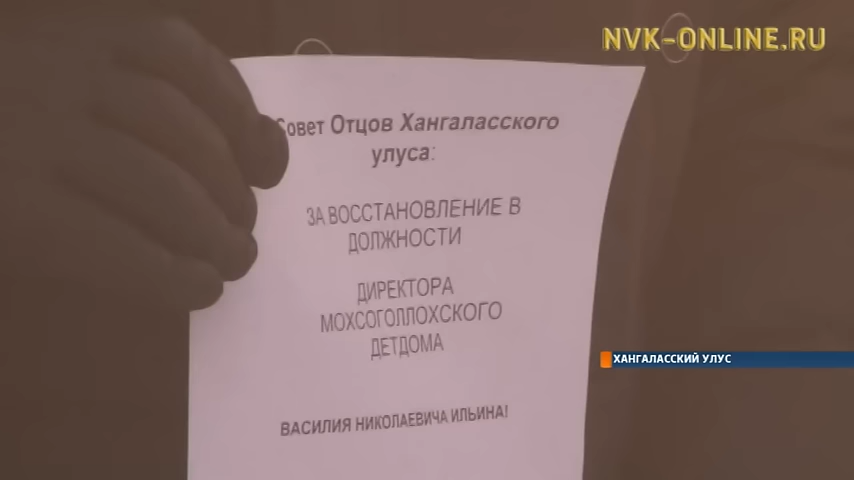 NVK-ONLINE.RU
Совет Отцов Хангаласского
улуса:
ЗА ВОССТАНОВЛЕНИЕ В
ДОЛЖНОСТИ
ДИРЕКТОРА
МОХСОГОЛЛОХСКОГО
ДЕТДОМА
ХАНГАЛАССКИЙ УЛУС
ВАСИЛИЯ НИКОЛАЕВИЧА ИЛЬИНА!